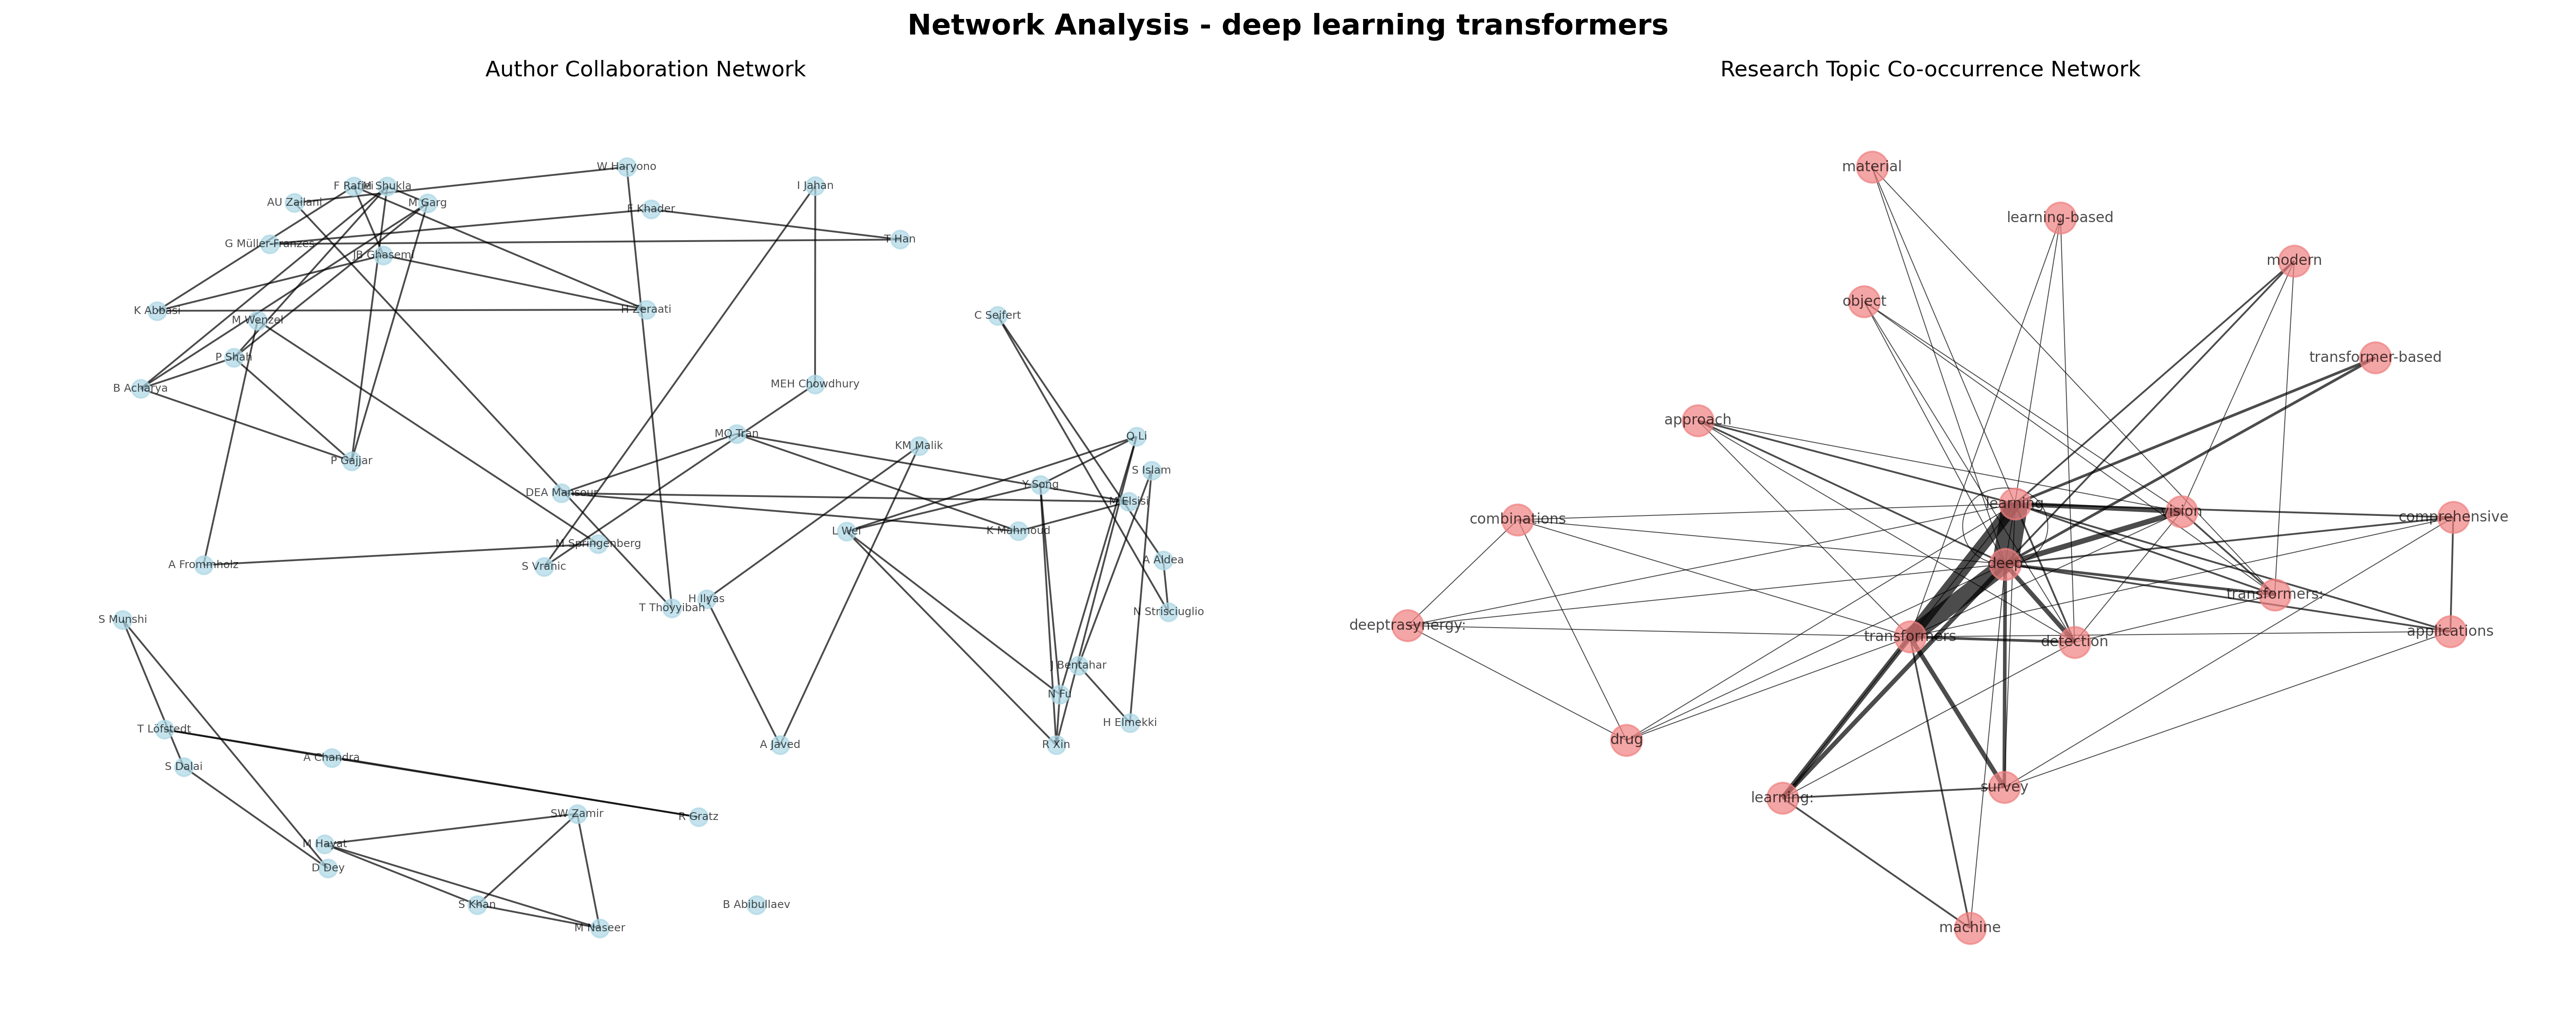 Network Analysis - deep learning transformers
Author Collaboration Network
W Haryono
F Rafiei
M Shukla
I Jahan
AU Zailani
M Garg
F Khader
T Han
G Müller-Franzes
JB Ghasemi
K Abbasi
H Zeraati
C Seifert
M Wenzel
P Shah
MEH Chowdhury
B Acharya
MQ Tran
Q Li
KM Malik
P Gajjar
S Islam
Y Song
DEA Mansour
M Elsisi
L Wei
K Mahmoud
M Springenberg
A Aldea
A Frommholz
S Vranic
H Ilyas
T Thoyyibah
N Strisciuglio
S Munshi
J Bentahar
N Fu
H Elmekki
T Löfstedt
A Javed
R Xin
A Chandra
S Dalai
SW Zamir
R Gratz
M Hayat
D Dey
S Khan
B Abibullaev
M Naseer
Research Topic Co-occurrence Network
material
learning-based
modern
object
transformer-based
approach
learning
vision
comprehensive
combinations
deep
transformers:
deeptrasynergy:
applications
transformers
detection
drug
survey
learning:
machine